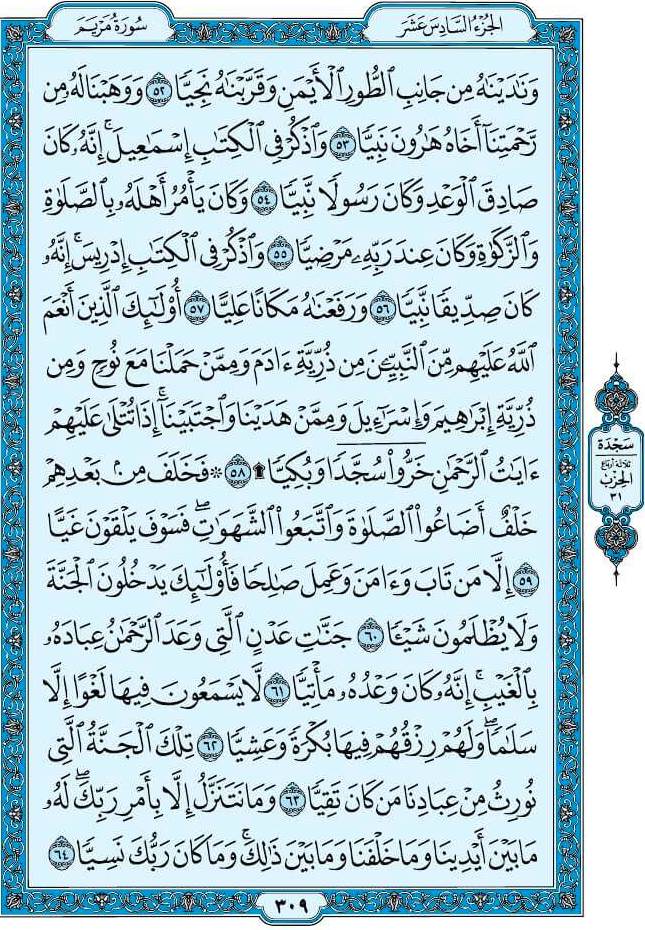 سُورَةُ مَرْيَمَ
الجُزْءُ السَّادِسَ عَشَرَ
وَنَٰدَيْنَٰهُ مِن جَانِبِ ٱلطُّورِ ٱلْأَيْمَنِ وَقَرَّبْنَٰهُ نَجِيًّا ٥٢ وَوَهَبْنَا لَهُۥ مِن
رَّحْمَتِنَآ أَخَاهُ هَٰرُونَ نَبِيًّا ٥٣ وَٱذْكُرْ فِى ٱلْكِتَٰبِ إِسْمَٰعِيلَ ۚ إِنَّهُۥ كَانَ
صَادِقَ ٱلْوَعْدِ وَكَانَ رَسُولًا نَّبِيًّا ٥٤ وَكَانَ يَأْمُرُ أَهْلَهُۥ بِٱلصَّلَوٰةِ
وَٱلزَّكَوٰةِ وَكَانَ عِندَ رَبِّهِۦ مَرْضِيًّا ٥٥ وَٱذْكُرْ فِى ٱلْكِتَٰبِ إِدْرِيسَ ۚ إِنَّهُۥ
كَانَ صِدِّيقًا نَّبِيًّا ٥٦ وَرَفَعْنَٰهُ مَكَانًا عَلِيًّا ٥٧ أُو۟لَٰٓئِكَ ٱلَّذِينَ أَنْعَمَ
ٱللَّهُ عَلَيْهِم مِّنَ ٱلنَّبِيِّۦنَ مِن ذُرِّيَّةِ ءَادَمَ وَمِمَّنْ حَمَلْنَا مَعَ نُوحٍ وَمِن
ذُرِّيَّةِ إِبْرَٰهِيمَ وَإِسْرَٰٓءِيلَ وَمِمَّنْ هَدَيْنَا وَٱجْتَبَيْنَآ ۚ إِذَا تُتْلَىٰ عَلَيْهِمْ
ءَايَٰتُ ٱلرَّحْمَٰنِ خَرُّوا۟ سُجَّدًا وَبُكِيًّا ۩ ٥٨ ۞ فَخَلَفَ مِنۢ بَعْدِهِمْ
خَلْفٌ أَضَاعُوا۟ ٱلصَّلَوٰةَ وَٱتَّبَعُوا۟ ٱلشَّهَوَٰتِ ۖ فَسَوْفَ يَلْقَوْنَ غَيًّا
٥٩ إِلَّا مَن تَابَ وَءَامَنَ وَعَمِلَ صَٰلِحًا فَأُو۟لَٰٓئِكَ يَدْخُلُونَ ٱلْجَنَّةَ
وَلَا يُظْلَمُونَ شَيْـًٔا ٦٠ جَنَّٰتِ عَدْنٍ ٱلَّتِى وَعَدَ ٱلرَّحْمَٰنُ عِبَادَهُۥ
بِٱلْغَيْبِ ۚ إِنَّهُۥ كَانَ وَعْدُهُۥ مَأْتِيًّا ٦١ لَّا يَسْمَعُونَ فِيهَا لَغْوًا إِلَّا
سَلَٰمًا ۖ وَلَهُمْ رِزْقُهُمْ فِيهَا بُكْرَةً وَعَشِيًّا ٦٢ تِلْكَ ٱلْجَنَّةُ ٱلَّتِى
نُورِثُ مِنْ عِبَادِنَا مَن كَانَ تَقِيًّا ٦٣ وَمَا نَتَنَزَّلُ إِلَّا بِأَمْرِ رَبِّكَ ۖ لَهُۥ
مَا بَيْنَ أَيْدِينَا وَمَا خَلْفَنَا وَمَا بَيْنَ ذَٰلِكَ ۚ وَمَا كَانَ رَبُّكَ نَسِيًّا ٦٤
سَجْدَة
ثلاثة أرباع
الحِزْب
٣١
٣٠٩